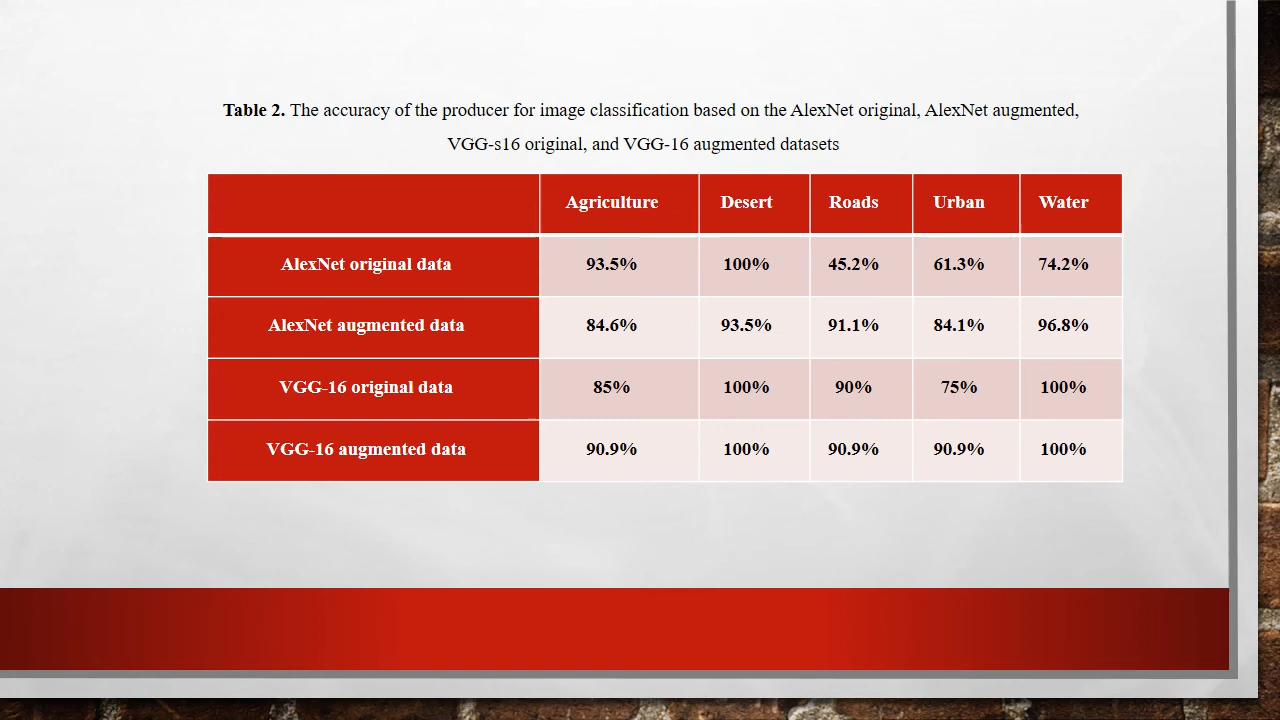 Table 2. The accuracy of the producer for image classification based on the AlexNet original, AlexNet augmented,
VGG-s16 original, and VGG-16 augmented datasets
Agriculture Desert Roads Urban Water
AlexNet original data 93.5% 100% 45.2% 61.3% 74.2%
AlexNet augmented data 84.6% 93.5% 91.1% 84.1% 96.8%
VGG-16 original data 85% 100% 90% 75% 100%
VGG-16 augmented data 90.9% 100% 90.9% 90.9% 100%